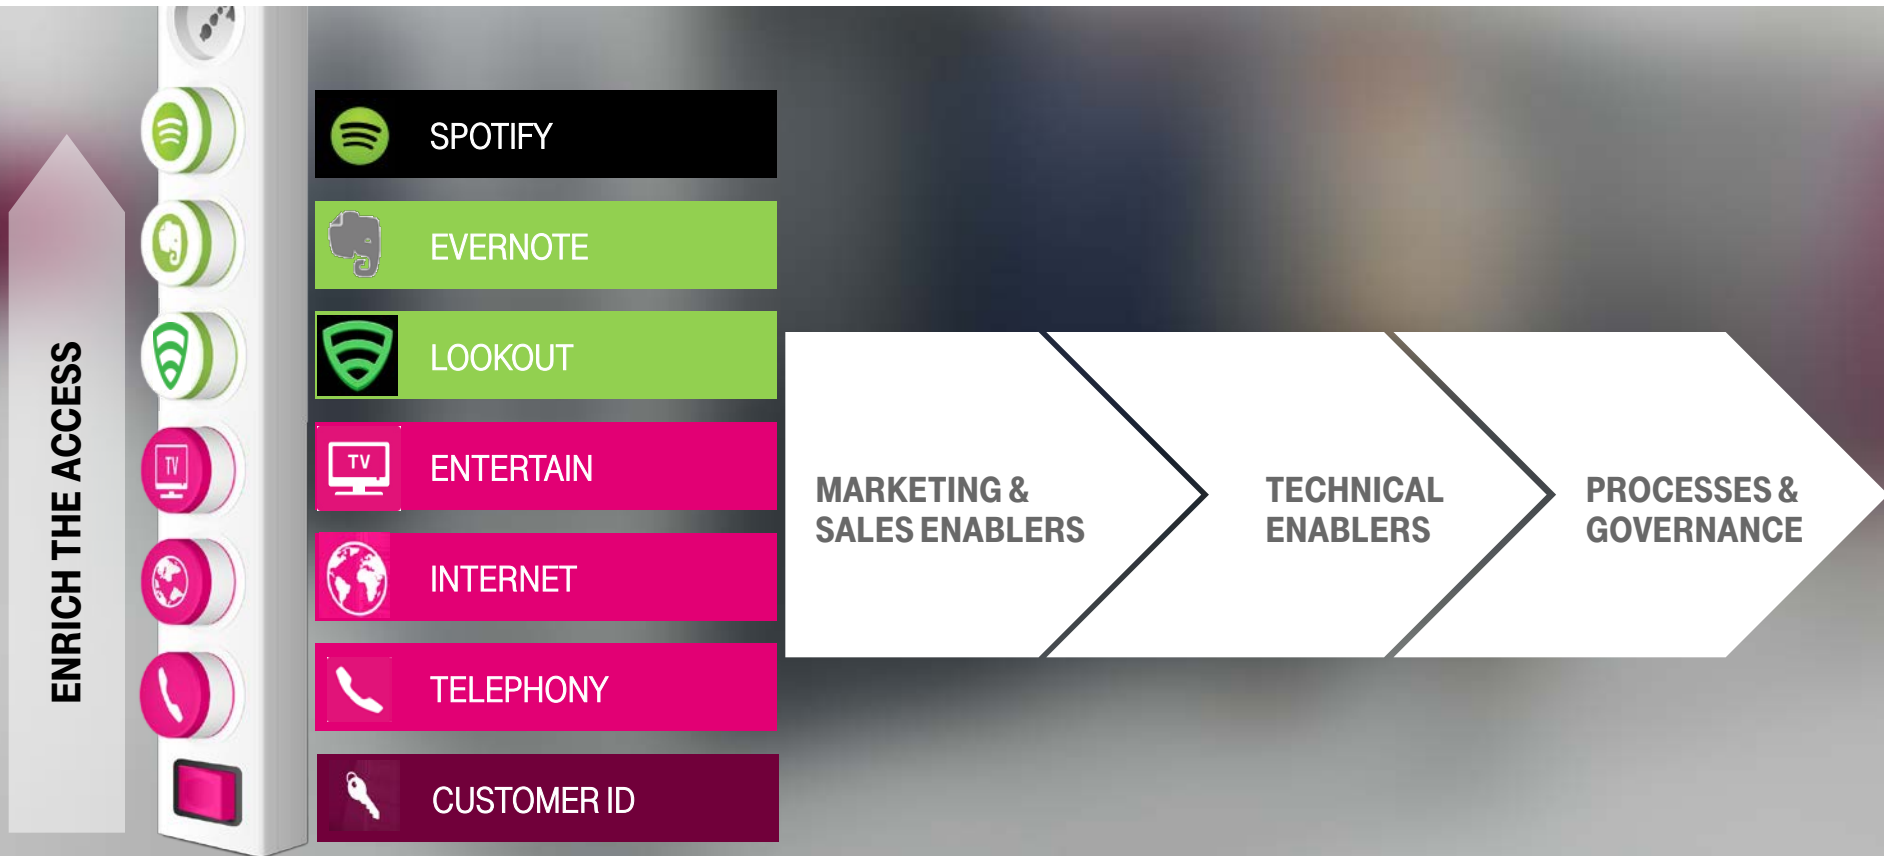 ENRICH THE ACCESS
SPOTIFY
EVERNOTE
LOOKOUT
TV
TV
ENTERTAIN
INTERNET
TELEPHONY
CUSTOMER ID
MARKETING &
SALES ENABLERS
TECHNICAL
ENABLERS
PROCESSES &
GOVERNANCE